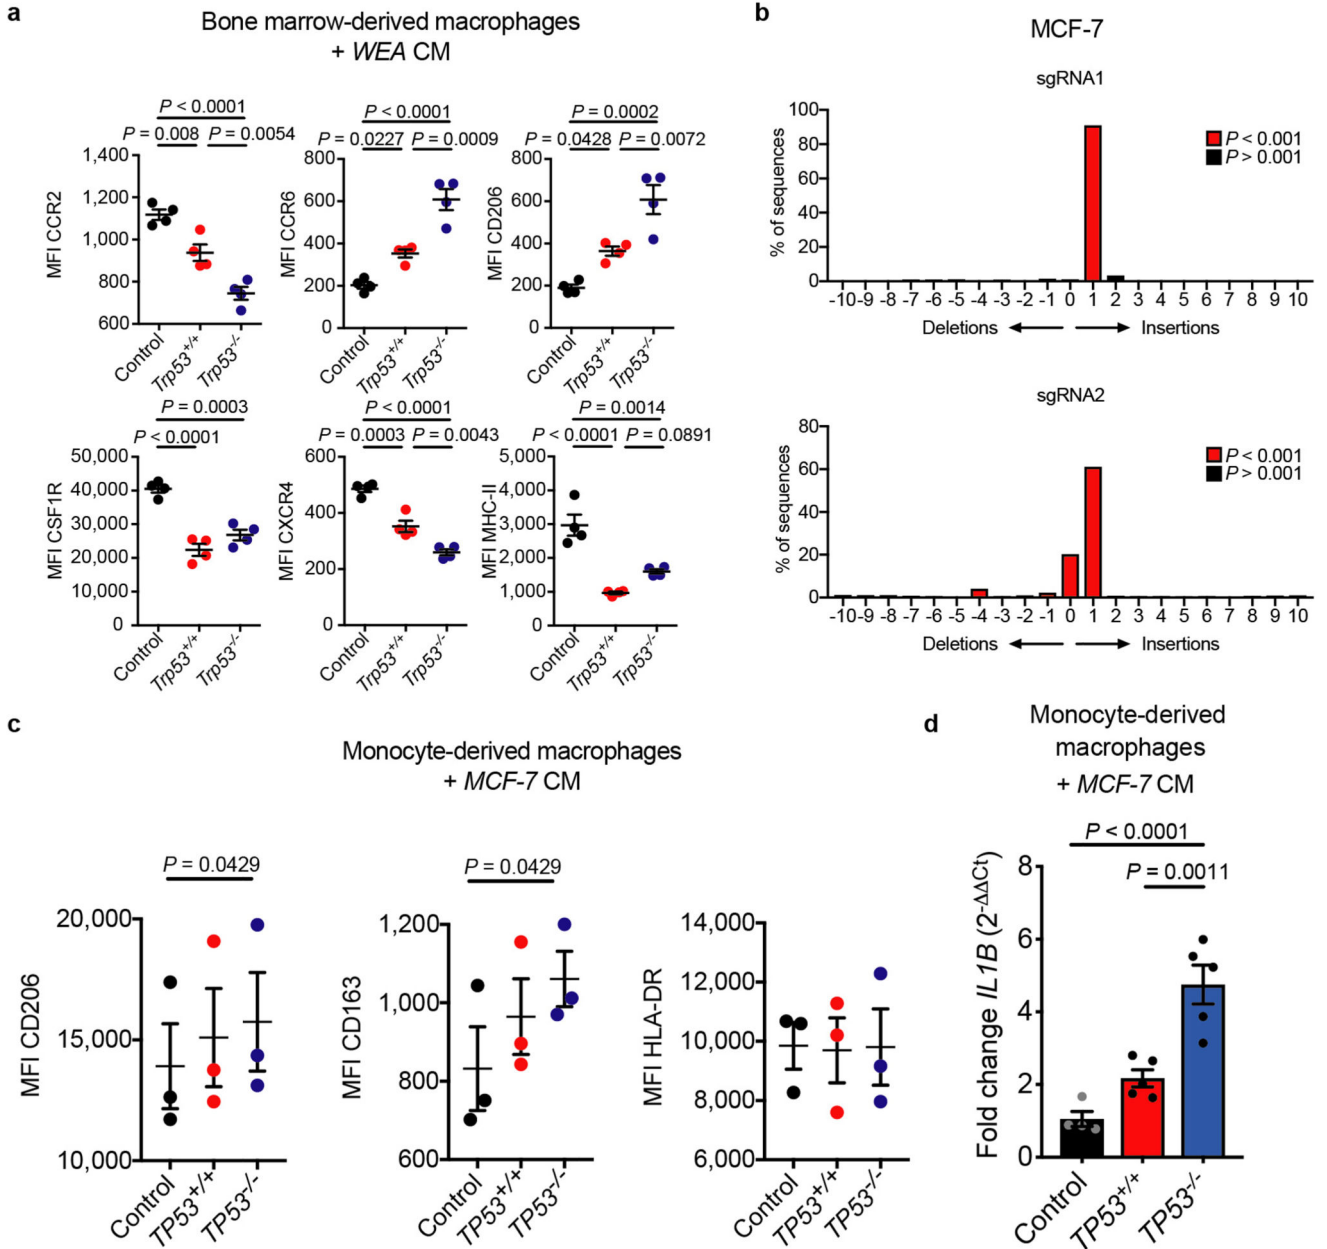 a
Bone marrow-derived macrophages
+ WEA CM
P < 0.0001
P = 0.008 P = 0.0054
MFI CCR2
1,400
1,200
1,000
800
600
Control
Trp53+/+
Trp53-/-
P < 0.0001
P = 0.0227 P = 0.0009
MFI CCR6
800
600
400
200
0
Control
Trp53+/+
Trp53-/-
P = 0.0002
P = 0.0428 P = 0.0072
MFI CD206
800
600
400
200
0
Control
Trp53+/+
Trp53-/-
P = 0.0003
P < 0.0001
MFI CSF1R
50,000
40,000
30,000
20,000
10,000
0
Control
Trp53+/+
Trp53-/-
P < 0.0001
P = 0.0003 P = 0.0043
MFI CXCR4
600
400
200
0
Control
Trp53+/+
Trp53-/-
P = 0.0014
P < 0.0001 P = 0.0891
MFI MHC-II
5,000
4,000
3,000
2,000
1,000
0
Control
Trp53+/+
Trp53-/-
b
MCF-7
sgRNA1
% of sequences
100
80
60
40
20
0
P < 0.001
P > 0.001
-10 -9 -8 -7 -6 -5 -4 -3 -2 -1 0 1 2 3 4 5 6 7 8 9 10
Deletions Insertions
sgRNA2
% of sequences
80
60
40
20
0
P < 0.001
P > 0.001
-10 -9 -8 -7 -6 -5 -4 -3 -2 -1 0 1 2 3 4 5 6 7 8 9 10
Deletions Insertions
c
Monocyte-derived macrophages
+ MCF-7 CM
P = 0.0429
MFI CD206
20,000
15,000
10,000
Control
TP53+/+
TP53-/-
P = 0.0429
MFI CD163
1,200
1,000
800
600
Control
TP53+/+
TP53-/-
MFI HLA-DR
14,000
12,000
10,000
8,000
6,000
Control
TP53+/+
TP53-/-
d
Monocyte-derived
macrophages
+ MCF-7 CM
P < 0.0001
P = 0.0011
Fold change IL1B (2-ΔΔCt)
8
6
4
2
0
Control
TP53+/+
TP53-/-